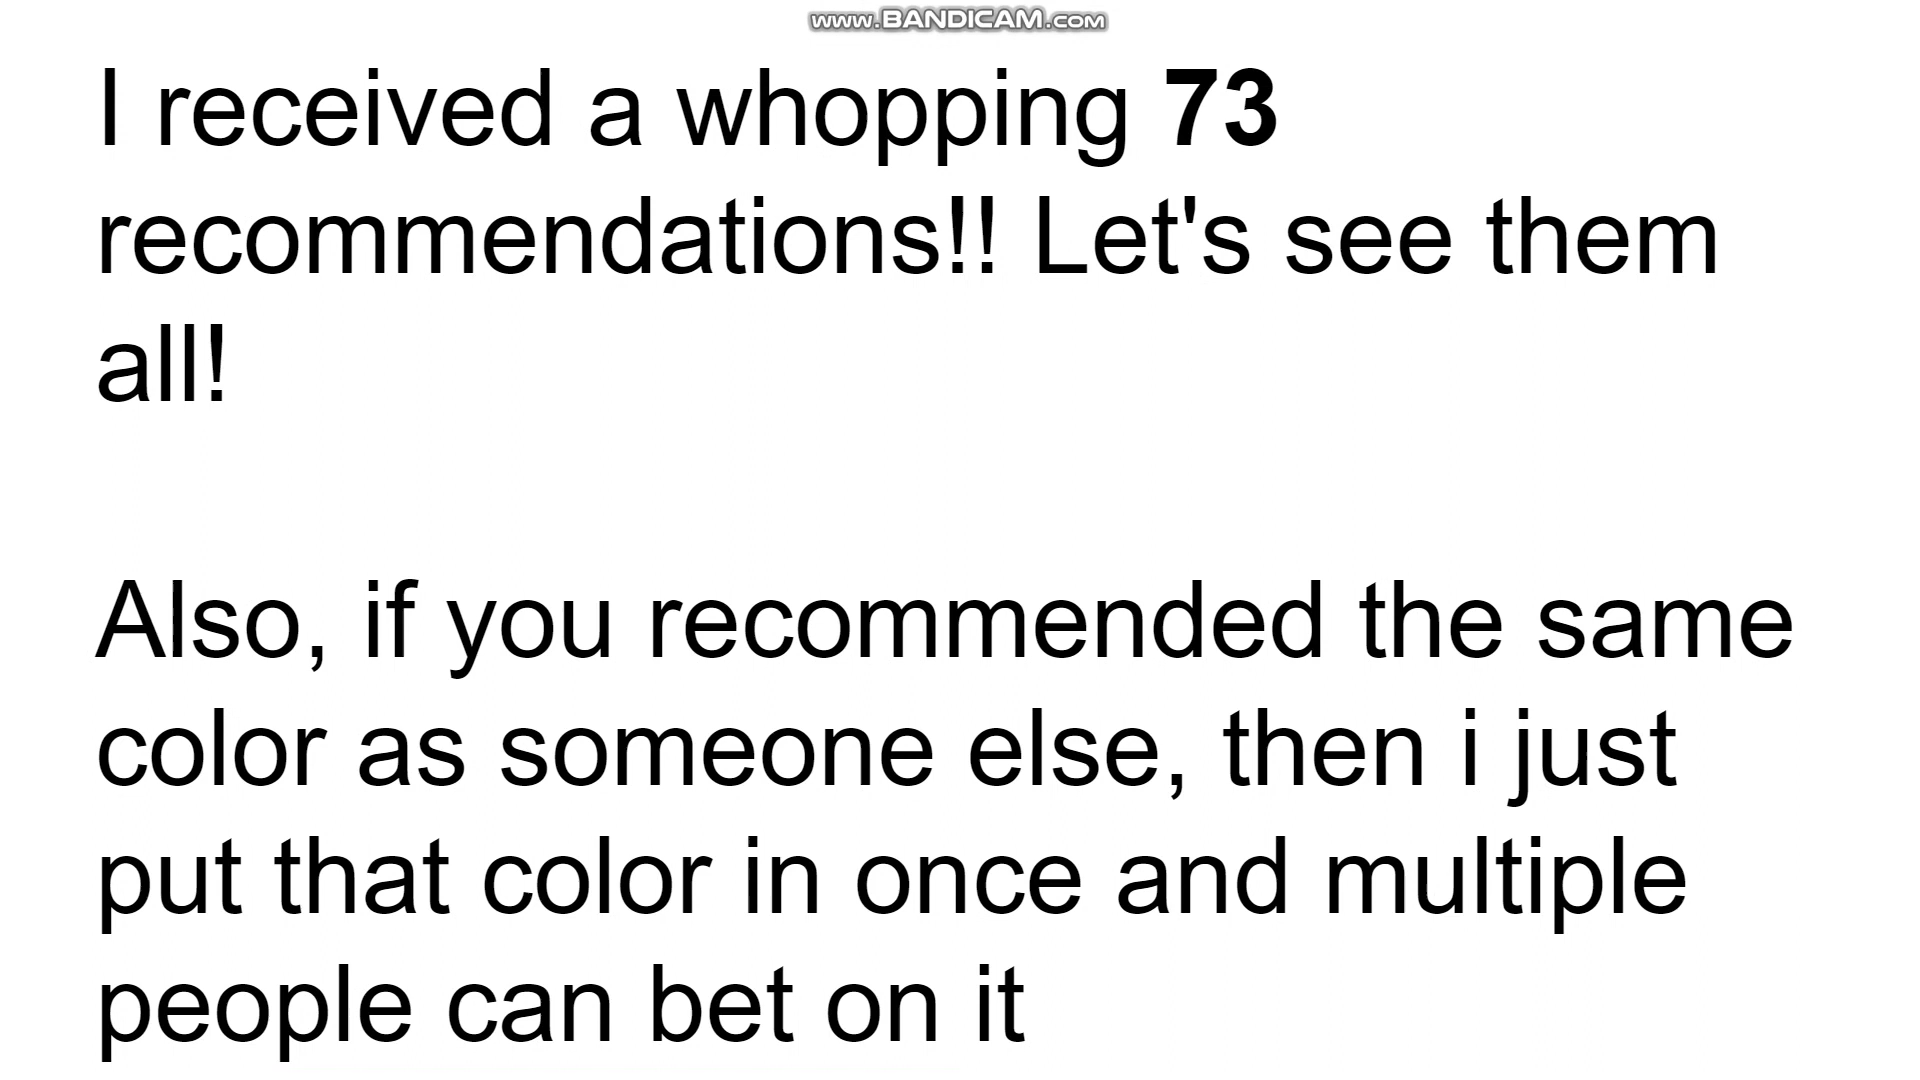 www.BANDICAM.com
I received a whopping 73
recommendations!! Let's see them
all!
Also, if you recommended the same
color as someone else, then i just
put that color in once and multiple
people can bet on it